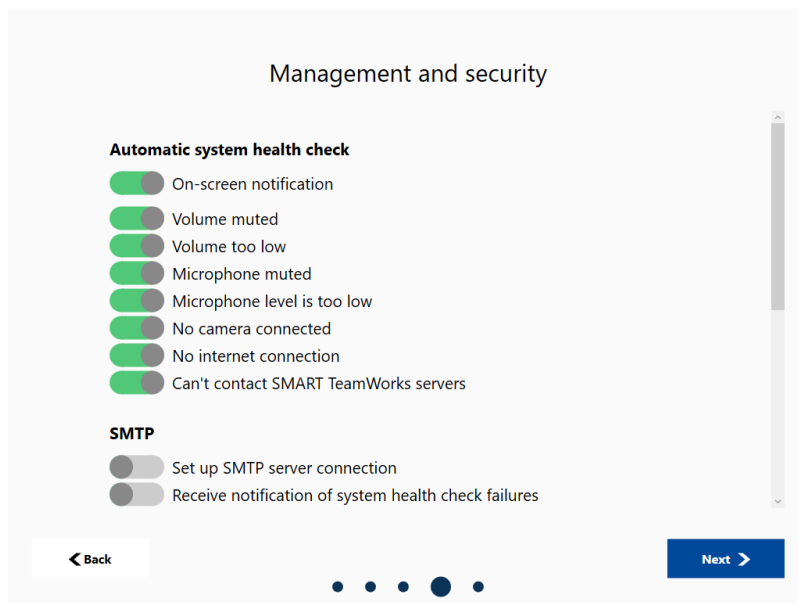 Management and security
Automatic system health check
On-screen notification
Volume muted
Volume too low
Microphone muted
Microphone level is too low
No camera connected
No internet connection
Can't contact SMART TeamWorks servers
SMTP
Set up SMTP server connection
Receive notification of system health check failures
Back
Next